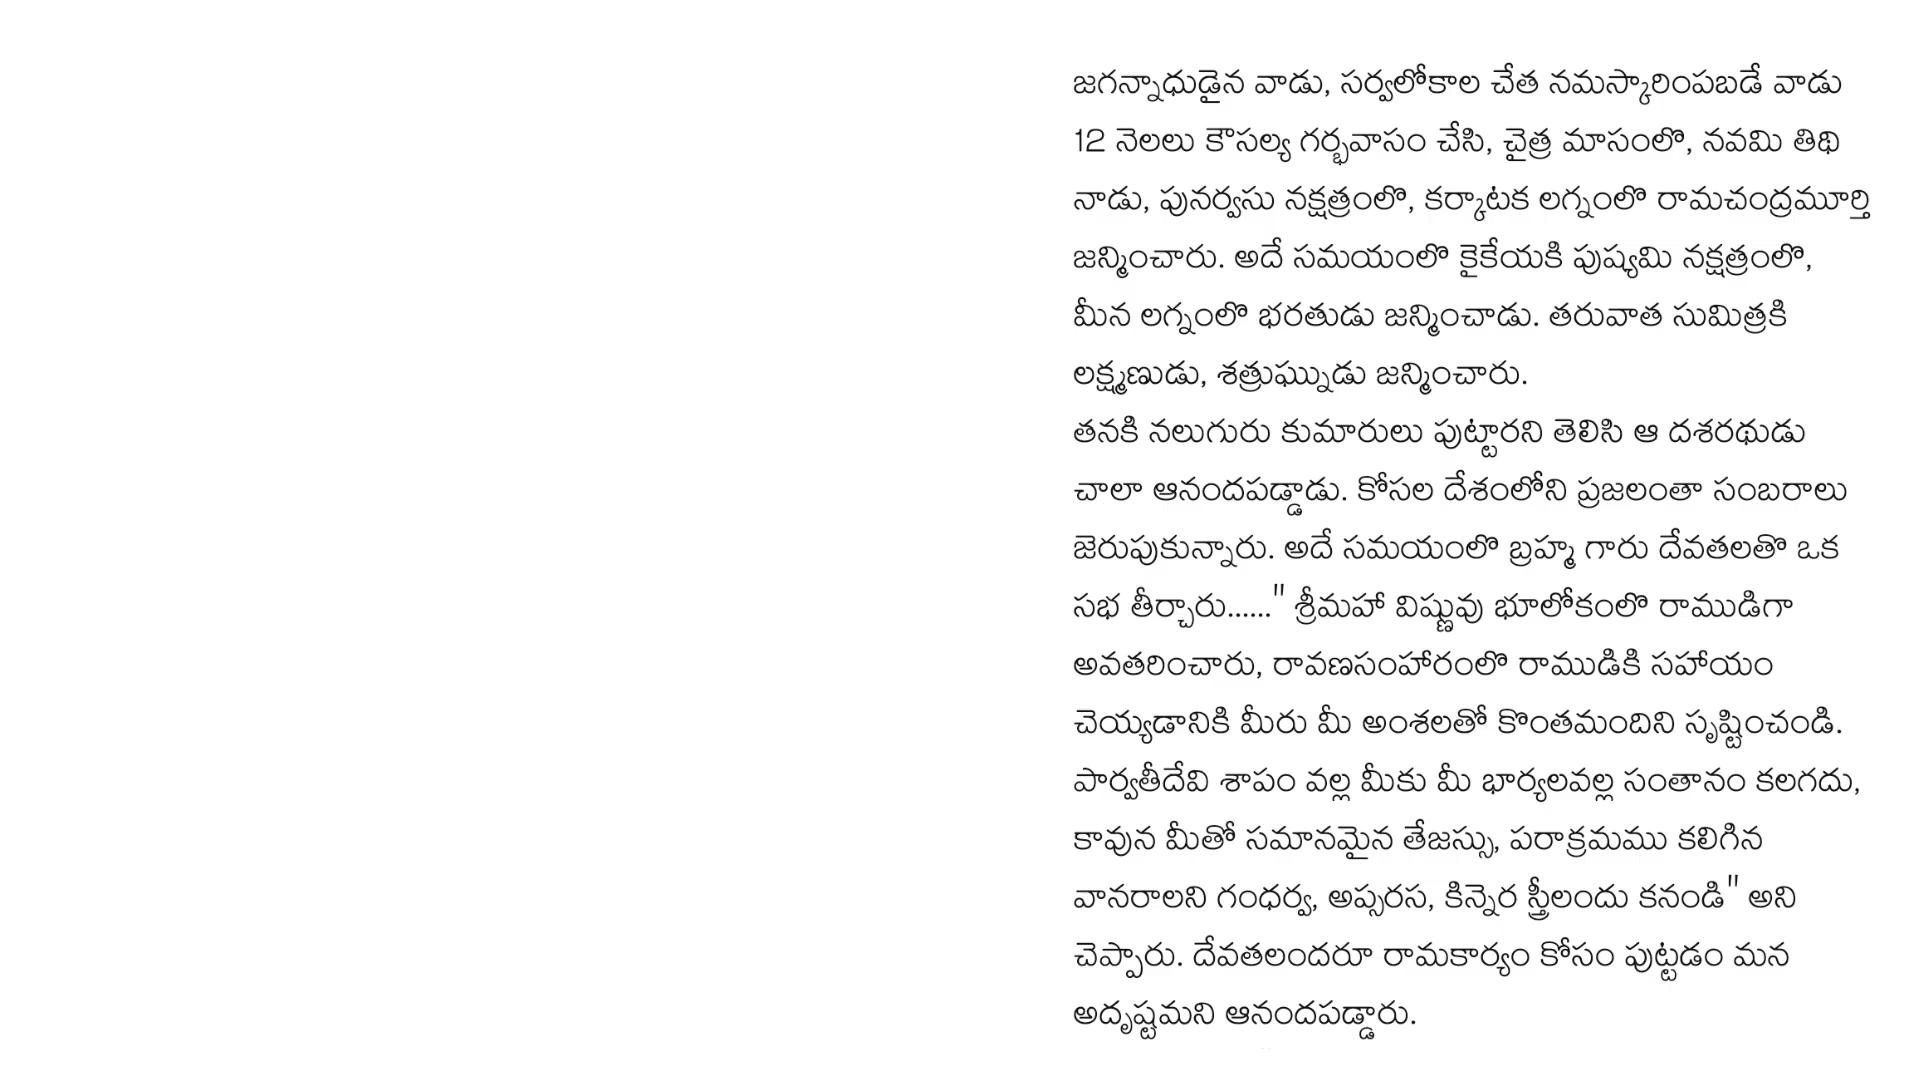 జగన్నాధుడైన వాడు, సర్వలోకాల చేత నమస్కారింపబడే వాడు
12 నెలలు కౌసల్య గర్భవాసం చేసి, చైత్ర మాసంలొ, నవమి తిథి
నాడు, పునర్వసు నక్షత్రంలొ, కర్కాటక లగ్నంలొ రామచంద్రమూర్తి
జన్మించారు. అదే సమయంలొ కైకేయకి పుష్యమి నక్షత్రంలొ,
మీన లగ్నంలొ భరతుడు జన్మించాడు. తరువాత సుమిత్రకి
లక్ష్మణుడు, శత్రుఘ్నుడు జన్మించారు.
తనకి నలుగురు కుమారులు పుట్టారని తెలిసి ఆ దశరథుడు
చాలా ఆనందపడ్డాడు. కోసల దేశంలోని ప్రజలంతా సంబరాలు
జెరుపుకున్నారు. అదే సమయంలొ బ్రహ్మ గారు దేవతలతొ ఒక
సభ తీర్చారు......" శ్రీమహా విష్ణువు భూలోకంలొ రాముడిగా
అవతరించారు, రావణసంహారంలొ రాముడికి సహాయం
చెయ్యడానికి మీరు మీ అంశలతో కొంతమందిని సృష్టించండి.
పార్వతీదేవి శాపం వల్ల మీకు మీ భార్యలవల్ల సంతానం కలగదు,
కావున మీతో సమానమైన తేజస్సు, పరాక్రమము కలిగిన
వానరాలని గంధర్వ, అప్సరస, కిన్నెర స్త్రీలందు కనండి" అని
చెప్పారు. దేవతలందరూ రామకార్యం కోసం పుట్టడం మన
అదృష్టమని ఆనందపడ్డారు.